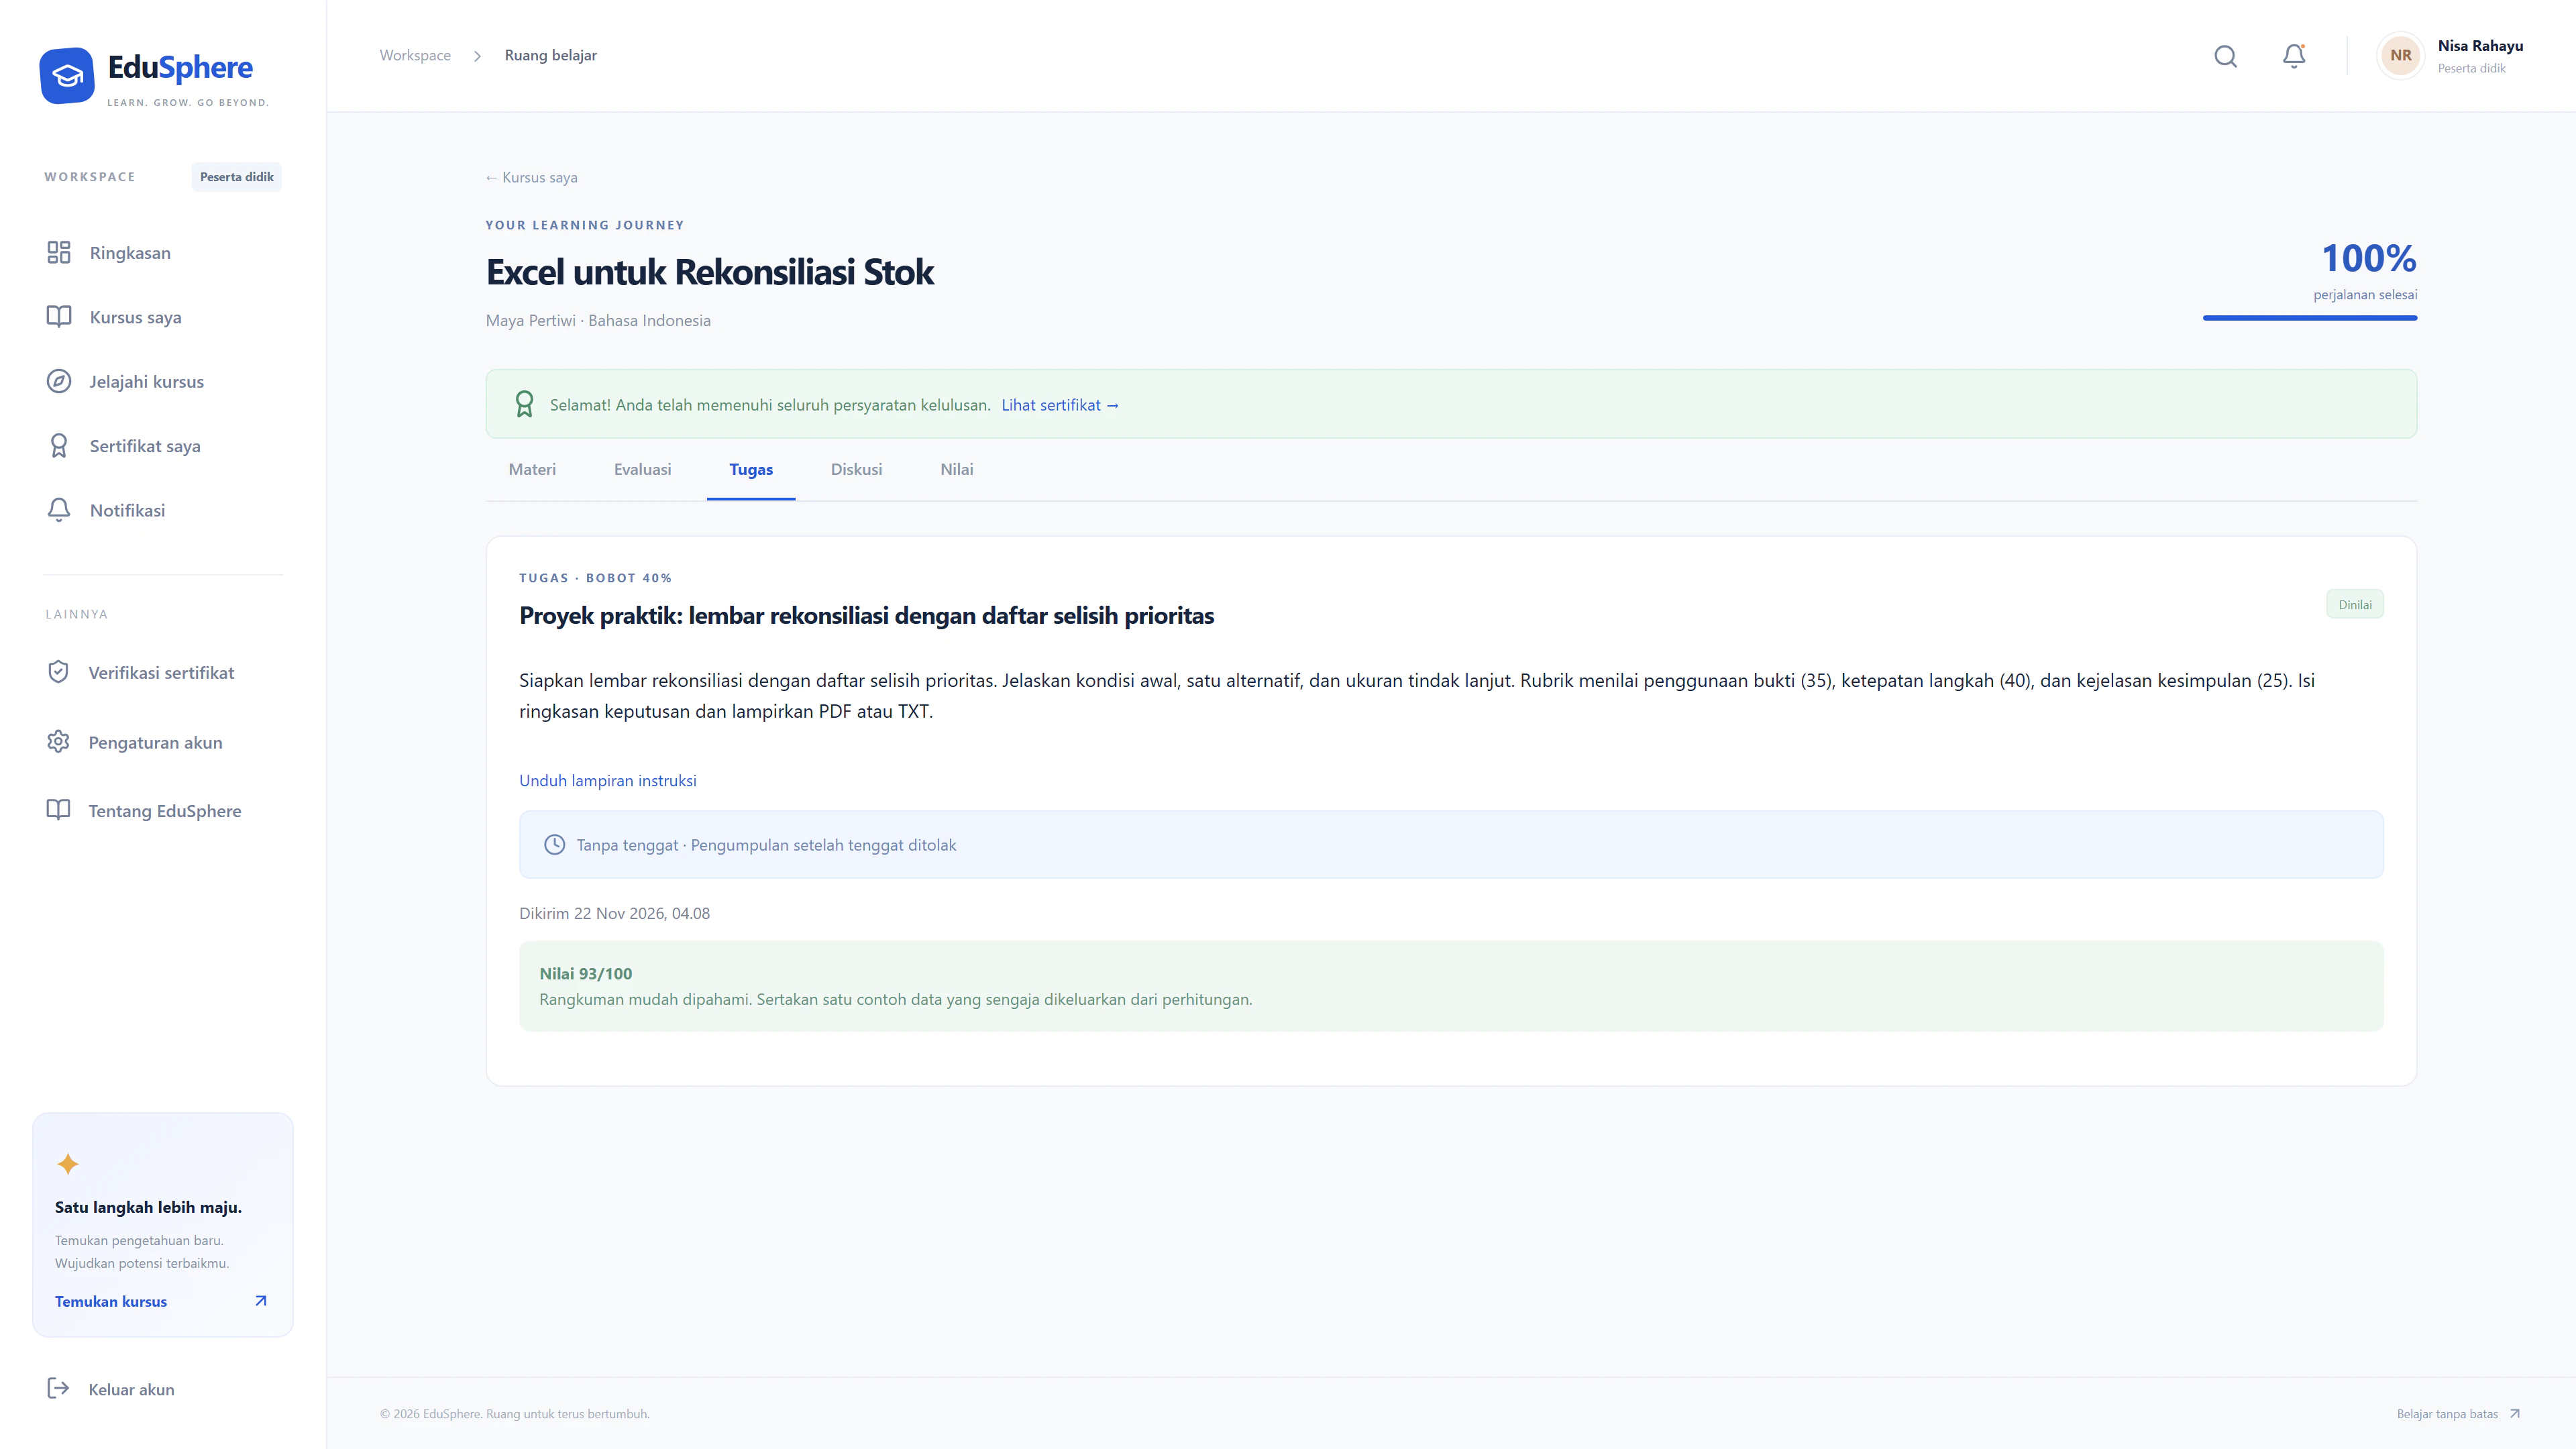 EduSphere
LEARN. GROW. GO BEYOND.
WORKSPACE
Peserta didik
Ringkasan
Kursus saya
Jelajahi kursus
Sertifikat saya
Notifikasi
LAINNYA
Verifikasi sertifikat
Pengaturan akun
Tentang EduSphere
Satu langkah lebih maju.
Temukan pengetahuan baru.
Wujudkan potensi terbaikmu.
Temukan kursus
Keluar akun
Workspace
Ruang belajar
NR
Nisa Rahayu
Peserta didik
← Kursus saya
YOUR LEARNING JOURNEY
Excel untuk Rekonsiliasi Stok
Maya Pertiwi · Bahasa Indonesia
100%
perjalanan selesai
Selamat! Anda telah memenuhi seluruh persyaratan kelulusan. Lihat sertifikat →
Materi
Evaluasi
Tugas
Diskusi
Nilai
TUGAS · BOBOT 40%
Proyek praktik: lembar rekonsiliasi dengan daftar selisih prioritas
Dinilai
Siapkan lembar rekonsiliasi dengan daftar selisih prioritas. Jelaskan kondisi awal, satu alternatif, dan ukuran tindak lanjut. Rubrik menilai penggunaan bukti (35), ketepatan langkah (40), dan kejelasan kesimpulan (25). Isi
ringkasan keputusan dan lampirkan PDF atau TXT.
Unduh lampiran instruksi
Tanpa tenggat · Pengumpulan setelah tenggat ditolak
Dikirim 22 Nov 2026, 04.08
Nilai 93/100
Rangkuman mudah dipahami. Sertakan satu contoh data yang sengaja dikeluarkan dari perhitungan.
© 2026 EduSphere. Ruang untuk terus bertumbuh.
Belajar tanpa batas